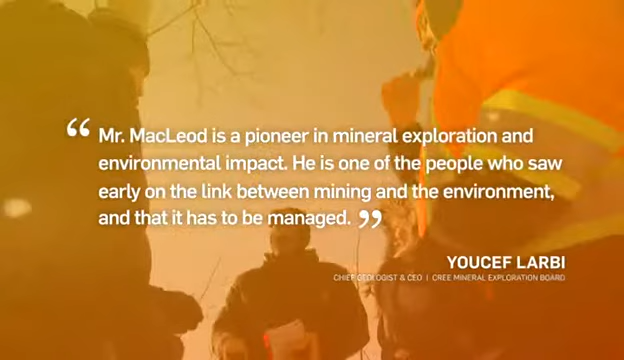 “ Mr. MacLeod is a pioneer in mineral exploration and
environmental impact. He is one of the people who saw
early on the link between mining and the environment,
and that it has to be managed. ”
YOUCEF LARBI
CHIEF GEOLOGIST & CEO | CREE MINERAL EXPLORATION BOARD